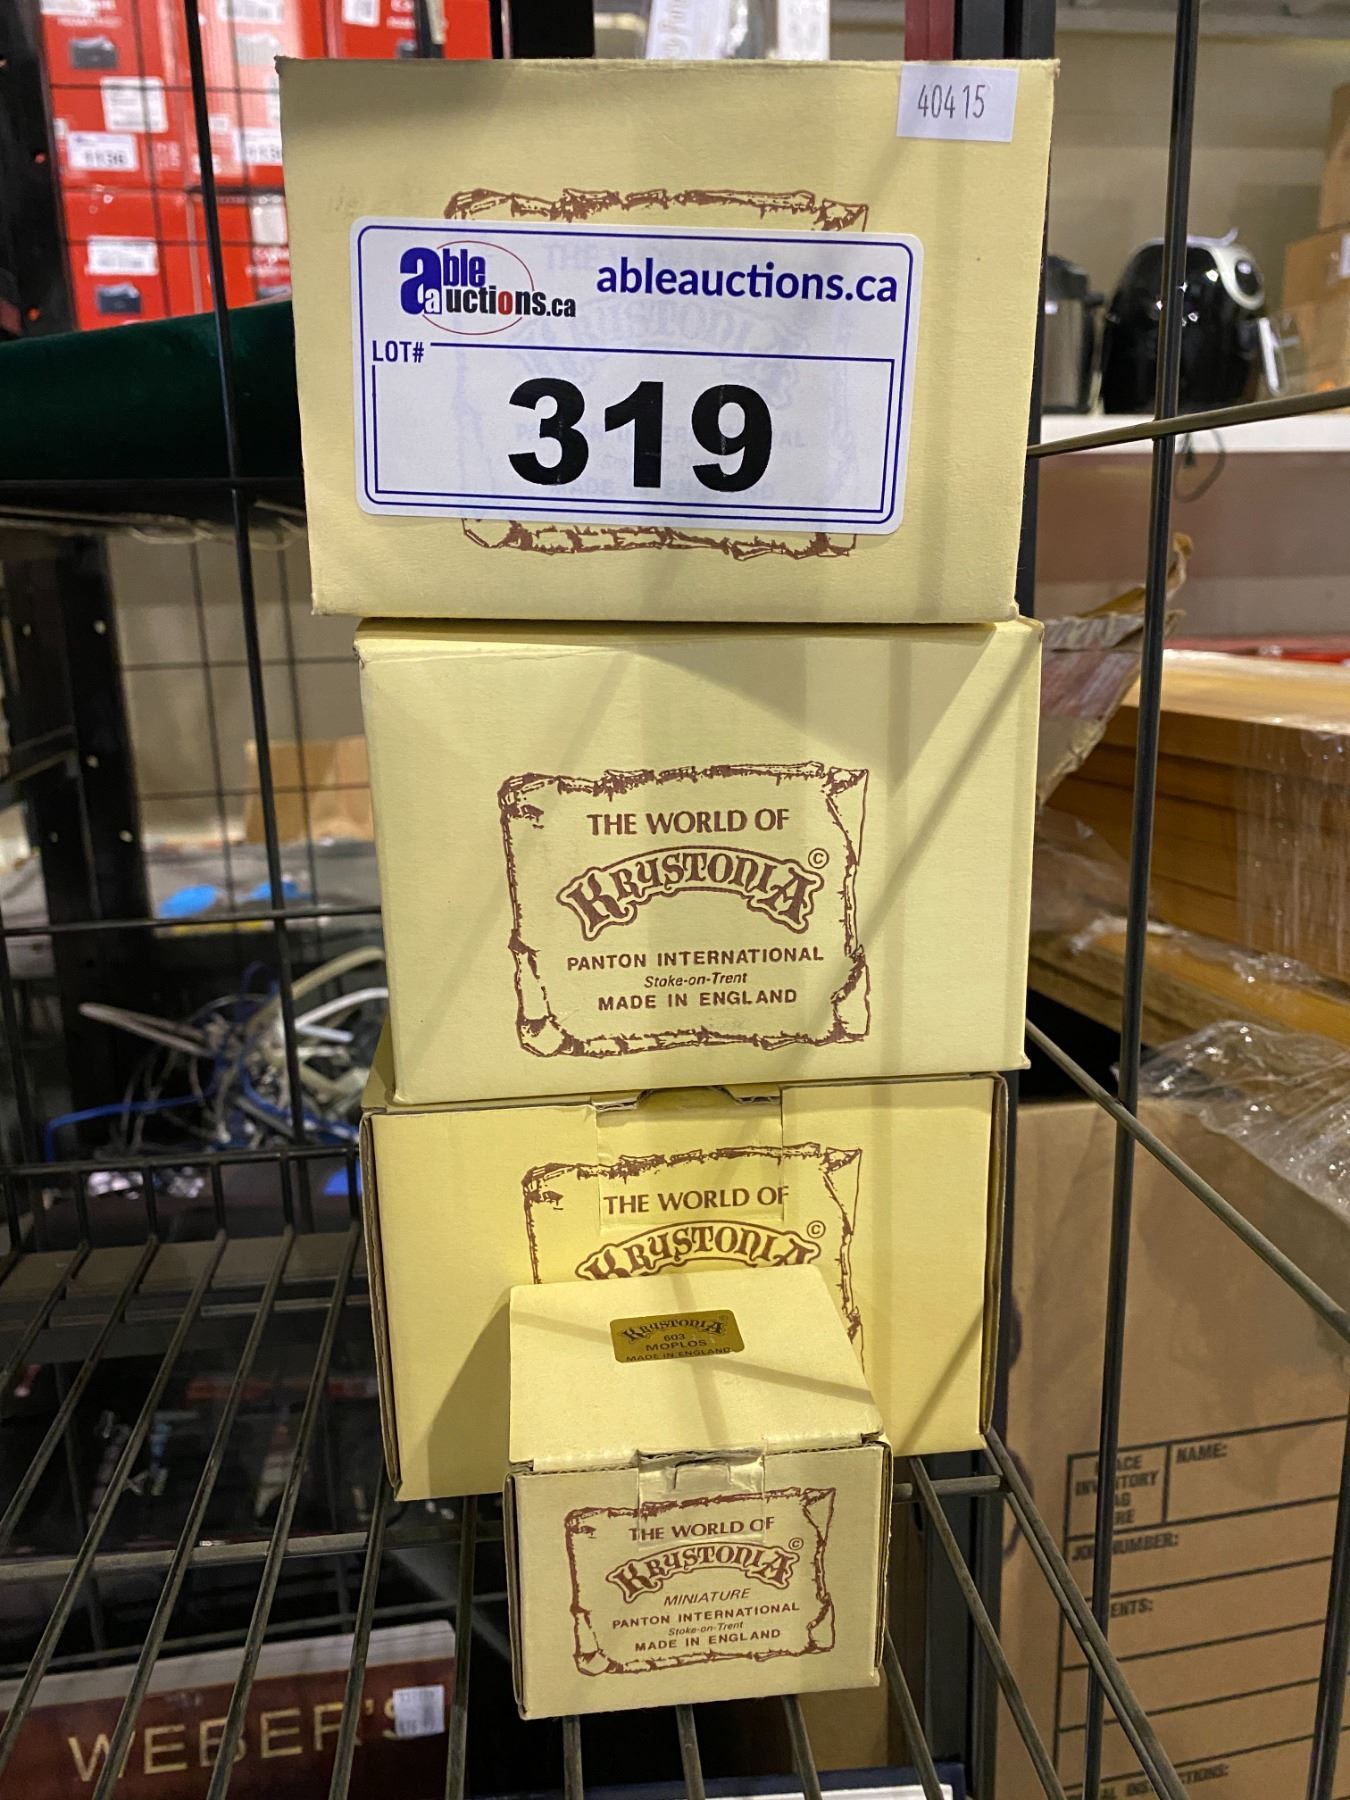 40415
able auctions.ca
ableauctions.ca
LOT#
319
THE WORLD OF
KRYSTONIA ©
PANTON INTERNATIONAL
Stoke-on-Trent
MADE IN ENGLAND
THE WORLD OF
KRYSTONIA ©
KRYSTONIA
603
MOPLOS
MADE IN ENGLAND
THE WORLD OF
KRYSTONIA ©
MINIATURE
PANTON INTERNATIONAL
Stoke-on-Trent
MADE IN ENGLAND
NAME:
WEBER'S